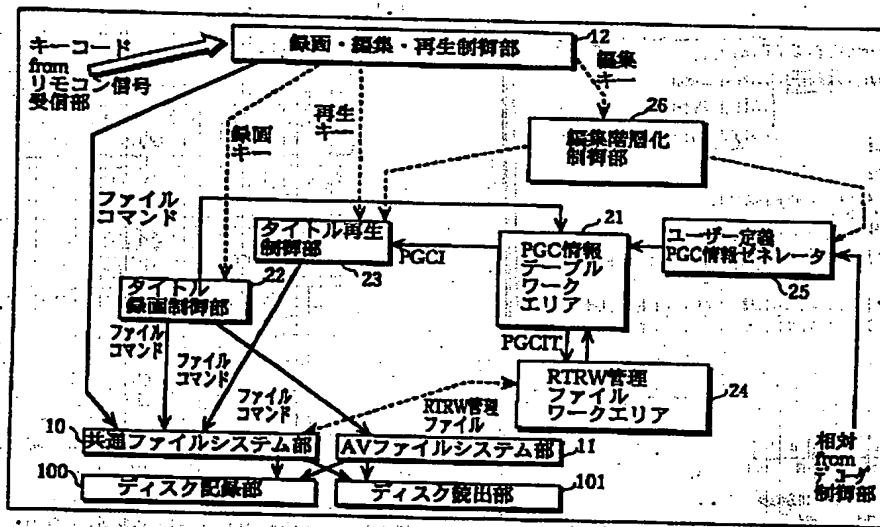 録画・編集・再生制御部
12
キーコード
from
リモコン信号
受信部
編集
キー
26
再生
キー
録画
キー
編集階層化
制御部
ファイル
コマンド
21
タイトル再生
制御部
PGCI
PGC情報
テーブル
ワーク
エリア
ユーザー定義
PGC情報ゼネレータ
22
23
25
タイトル
録画制御部
ファイル
コマンド
ファイル
コマンド
PGCIT
ファイル
コマンド
RTRW管理
ファイル
RTRW管理
ファイル
ワークエリア
24
10
共通ファイルシステム部
AVファイルシステム部
11
相対
from
デコーダ
制御部
100
ディスク記録部
ディスク読出部
101